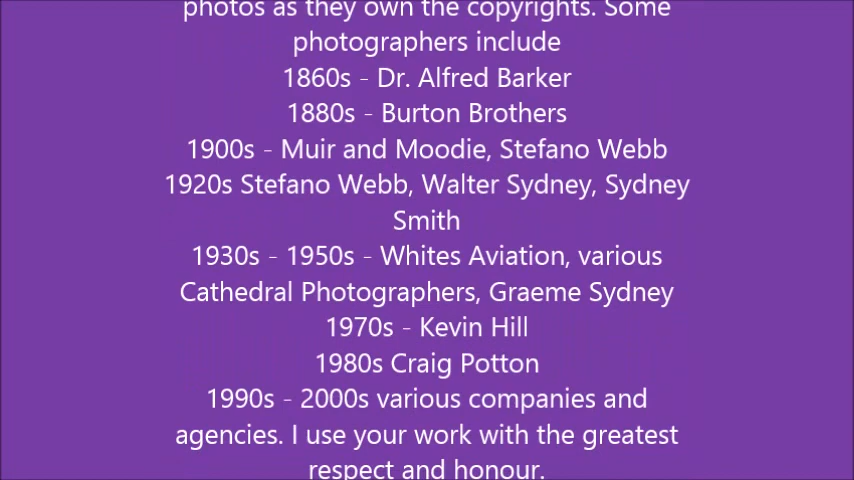 photos as they own the copyrights. Some
photographers include
1860s - Dr. Alfred Barker
1880s - Burton Brothers
1900s - Muir and Moodie, Stefano Webb
1920s Stefano Webb, Walter Sydney, Sydney
Smith
1930s - 1950s - Whites Aviation, various
Cathedral Photographers, Graeme Sydney
1970s - Kevin Hill
1980s Craig Potton
1990s - 2000s various companies and
agencies. I use your work with the greatest
respect and honour.